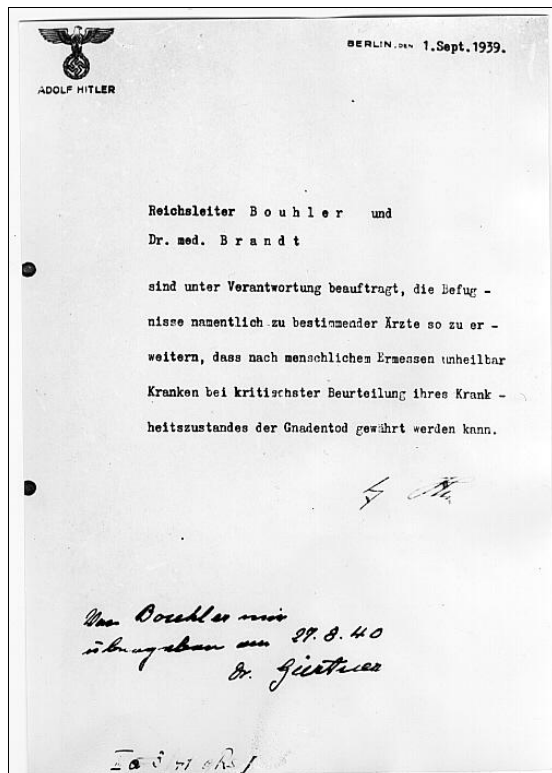 BERLIN, DEN 1.Sept.1939.
ADOLF HITLER
Reichsleiter B o u h l e r und
Dr. med. B r a n d t
sind unter Verantwortung beauftragt, die Befug -
nisse namentlich zu bestimmender Ärzte so zu er -
weitern, dass nach menschlichem Ermessen unheilbar
Kranken bei kritischster Beurteilung ihres Krank -
heitszustandes der Gnadentod gewährt werden kann.
Von Bouhler mir
übergeben am 27.8.40
Dr. Gürtner